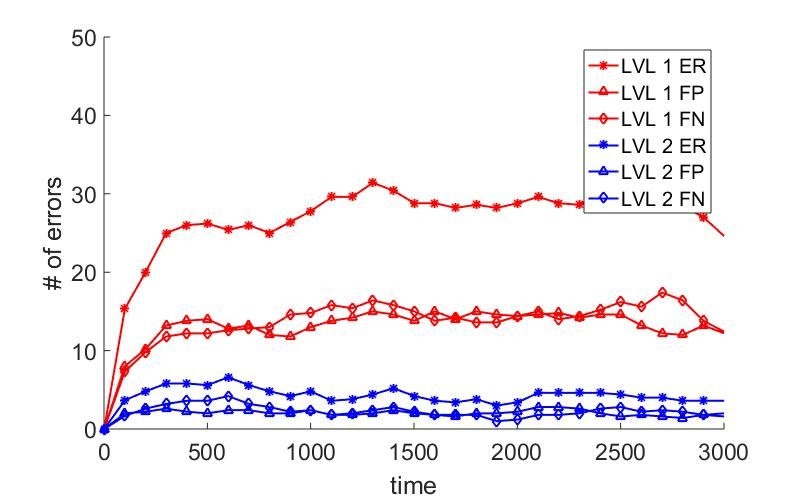 50
40
30
20
10
0
# of errors
0 500 1000 1500 2000 2500 3000
time
LVL 1 ER
LVL 1 FP
LVL 1 FN
LVL 2 ER
LVL 2 FP
LVL 2 FN